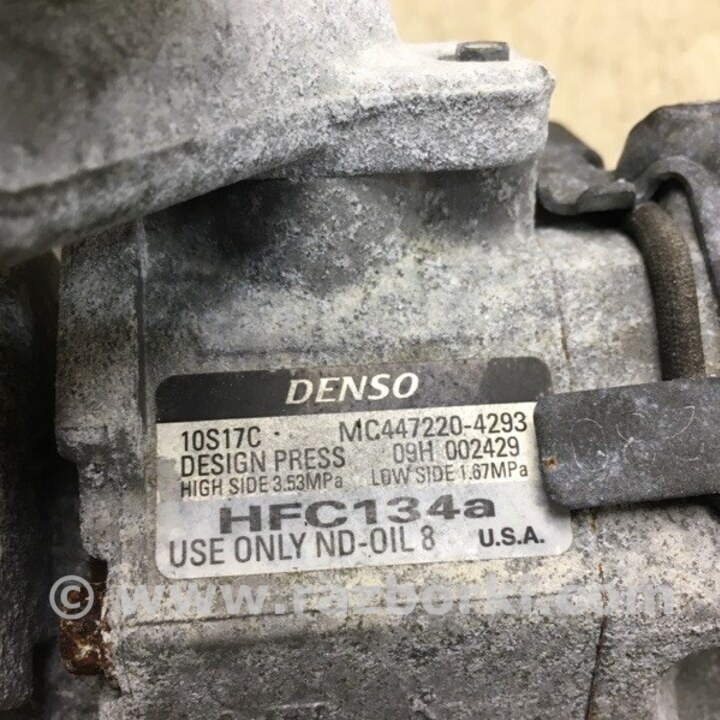 DENSO
10S17C MC447220-4293
DESIGN PRESS 09H 002429
HIGH SIDE 3.53MPa LOW SIDE 1.67MPa
HFC134a
USE ONLY ND-OIL 8 U.S.A.
© www.razborki.com